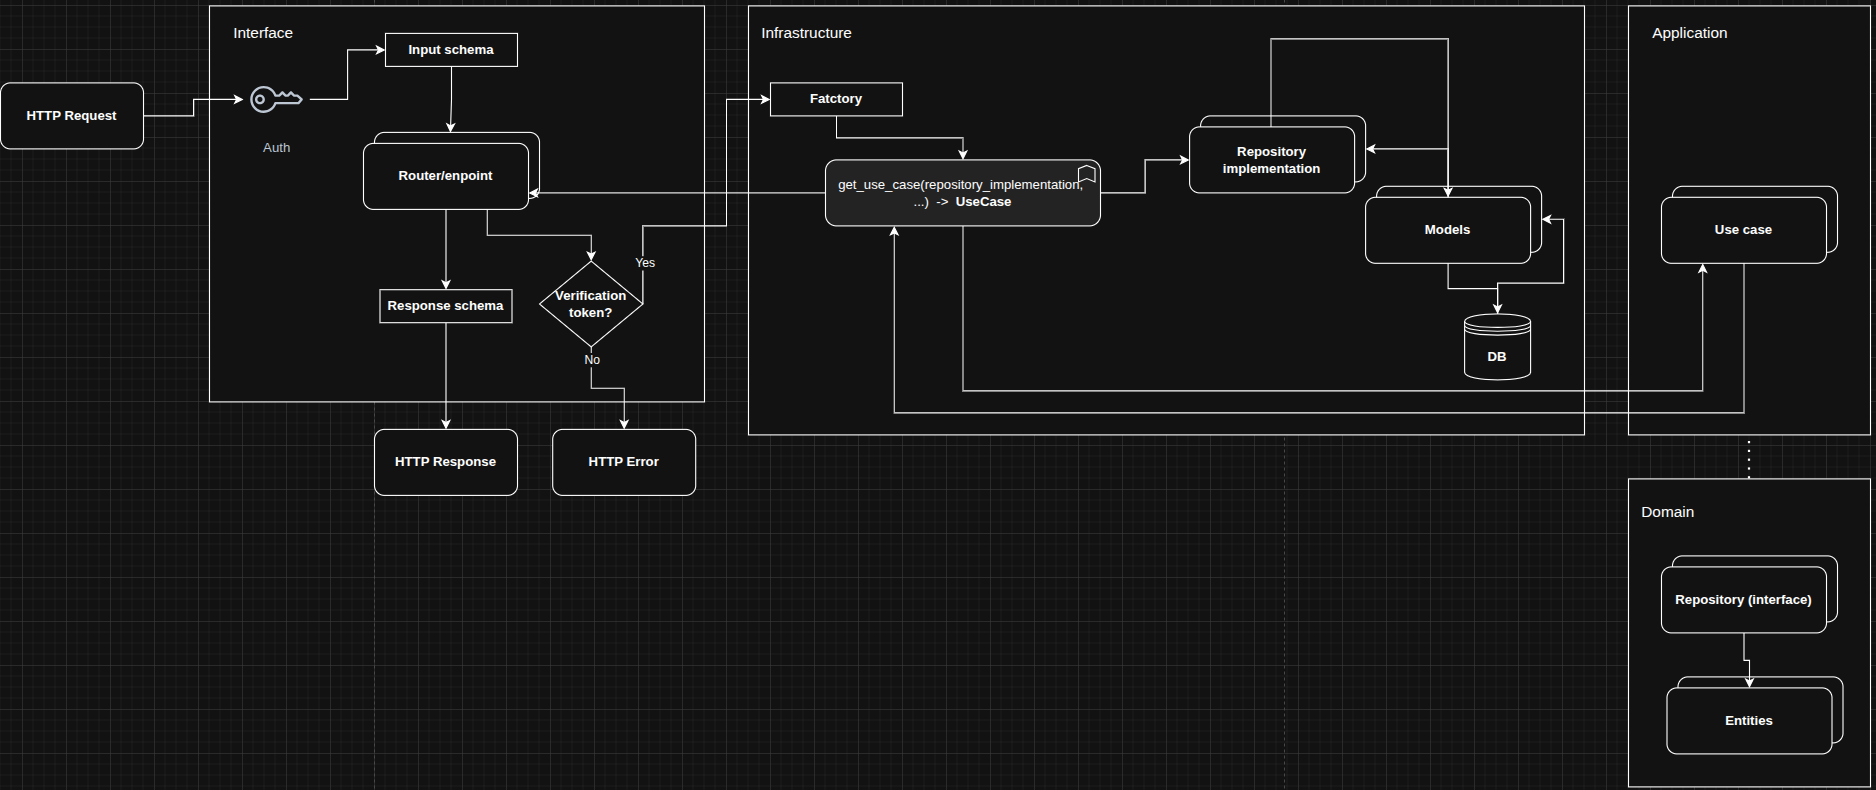 Interface
Infrastructure
Application
Input schema
HTTP Request
Auth
Router/enpoint
Fatctory
get_use_case(repository_implementation,
...) -> UseCase
Repository
implementation
Models
Use case
Yes
Verification
token?
Response schema
No
DB
HTTP Response
HTTP Error
Domain
Repository (interface)
Entities